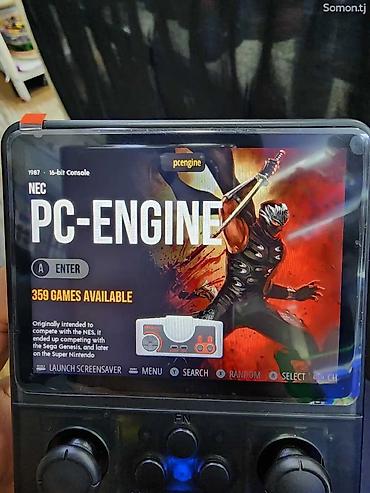 Somon.tj
pcengine
1987 · 16-bit Console
NEC
PC-ENGINE
A ENTER
359 GAMES AVAILABLE
Originally intended to
compete with the NES, it
ended up competing with
the Sega Genesis, and later
on the Super Nintendo
LAUNCH SCREENSAVER MENU Y SEARCH RANDOM SELECT